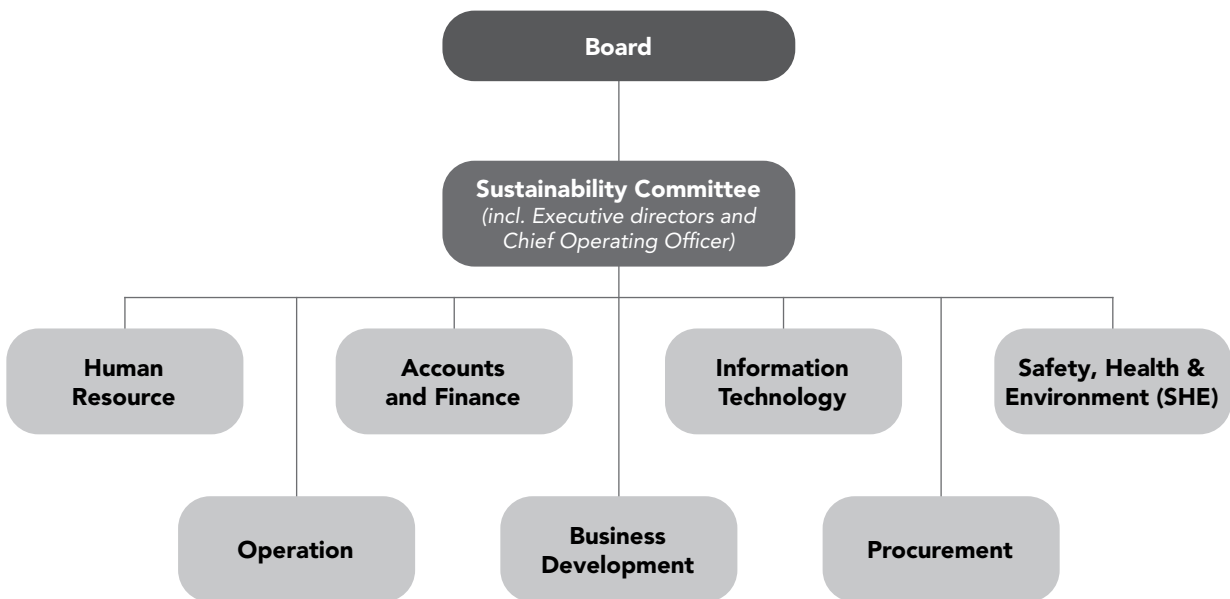 Board
Sustainability Committee
(incl. Executive directors and
Chief Operating Officer)
Human
Resource
Accounts
and Finance
Information
Technology
Safety, Health &
Environment (SHE)
Operation
Business
Development
Procurement